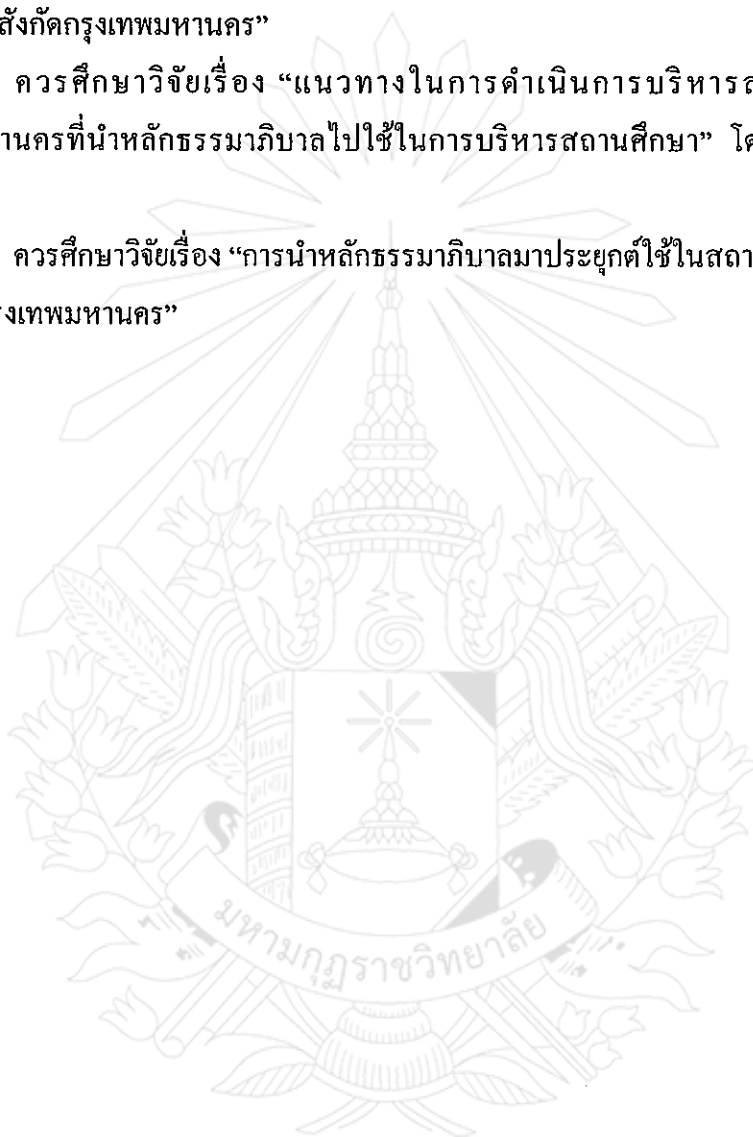 สังกัดกรุงเทพมหานคร”
ควรศึกษาวิจัยเรื่อง “แนวทางในการดำเนินการบริหารส
านครที่นำหลักธรรมาภิบาลไปใช้ในการบริหารสถานศึกษา” โด
ควรศึกษาวิจัยเรื่อง “การนำหลักธรรมาภิบาลมาประยุกต์ใช้ในสถา
รุงเทพมหานคร”
มหามกุฏราชวิทยาลัย